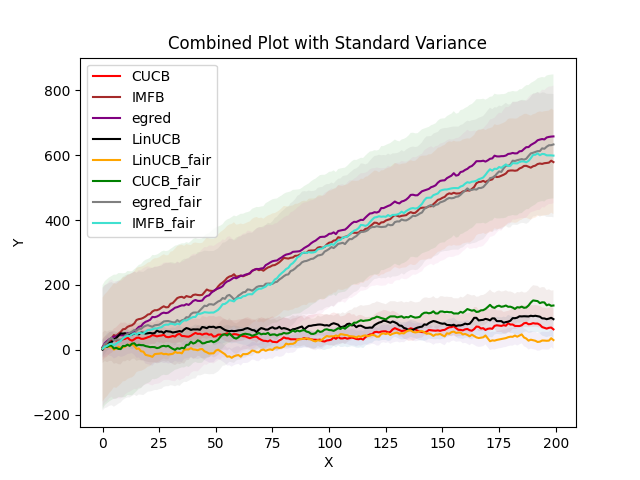 Combined Plot with Standard Variance
CUCB
IMFB
egred
LinUCB
LinUCB_fair
CUCB_fair
egred_fair
IMFB_fair
800
600
400
200
0
−200
Y
0 25 50 75 100 125 150 175 200
X